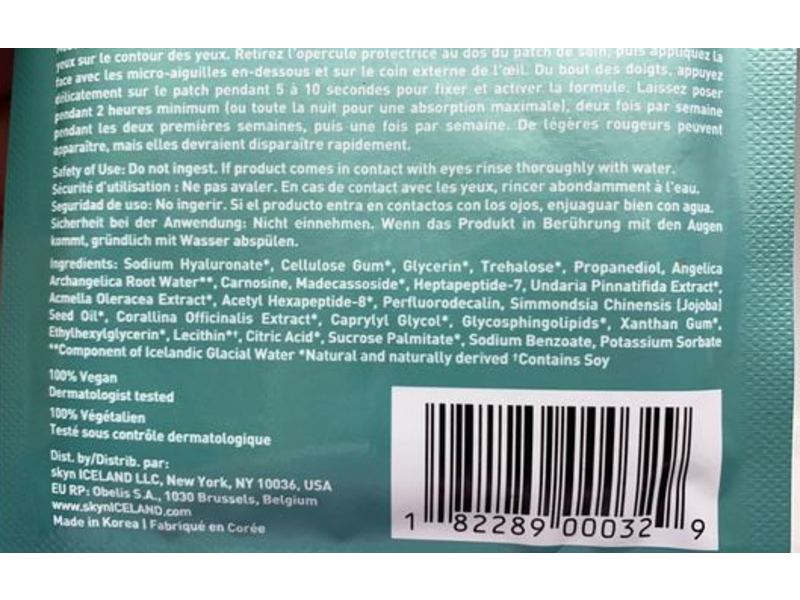 yeux sur le contour des yeux. Retirez l'opercule protectrice au dos du patch de soin, puis appliquez la
face avec les micro-aiguilles en-dessous et sur le coin externe de l'œil. Du bout des doigts, appuyez
délicatement sur le patch pendant 5 à 10 secondes pour fixer et activer la formule. Laissez poser
pendant 2 heures minimum (ou toute la nuit pour une absorption maximale), deux fois par semaine
pendant les deux premières semaines, puis une fois par semaine. De légères rougeurs peuvent
apparaître, mais elles devraient disparaître rapidement.
Safety of Use: Do not ingest. If product comes in contact with eyes rinse thoroughly with water.
Sécurité d'utilisation : Ne pas avaler. En cas de contact avec les yeux, rincer abondamment à l'eau.
Seguridad de uso: No ingerir. Si el producto entra en contactos con los ojos, enjuaguar bien con agua.
Sicherheit bei der Anwendung: Nicht einnehmen. Wenn das Produkt in Berührung mit den Augen
kommt, gründlich mit Wasser abspülen.
Ingredients: Sodium Hyaluronate*, Cellulose Gum*, Glycerin*, Trehalose*, Propanediol, Angelica
Archangelica Root Water**, Carnosine, Madecassoside*, Heptapeptide-7, Undaria Pinnatifida Extract*,
Acmella Oleracea Extract*, Acetyl Hexapeptide-8*, Perfluorodecalin, Simmondsia Chinensis (Jojoba)
Seed Oil*, Corallina Officinalis Extract*, Caprylyl Glycol*, Glycosphingolipids*, Xanthan Gum*,
Ethylhexylglycerin*, Lecithin*†, Citric Acid*, Sucrose Palmitate*, Sodium Benzoate, Potassium Sorbate
**Component of Icelandic Glacial Water *Natural and naturally derived †Contains Soy
100% Vegan
Dermatologist tested
100% Végétalien
Testé sous contrôle dermatologique
Dist. by/Distrib. par:
skyn ICELAND LLC, New York, NY 10036, USA
EU RP: Obelis S.A., 1030 Brussels, Belgium
www.skynICELAND.com
Made in Korea | Fabriqué en Corée
1 82289 00032 9